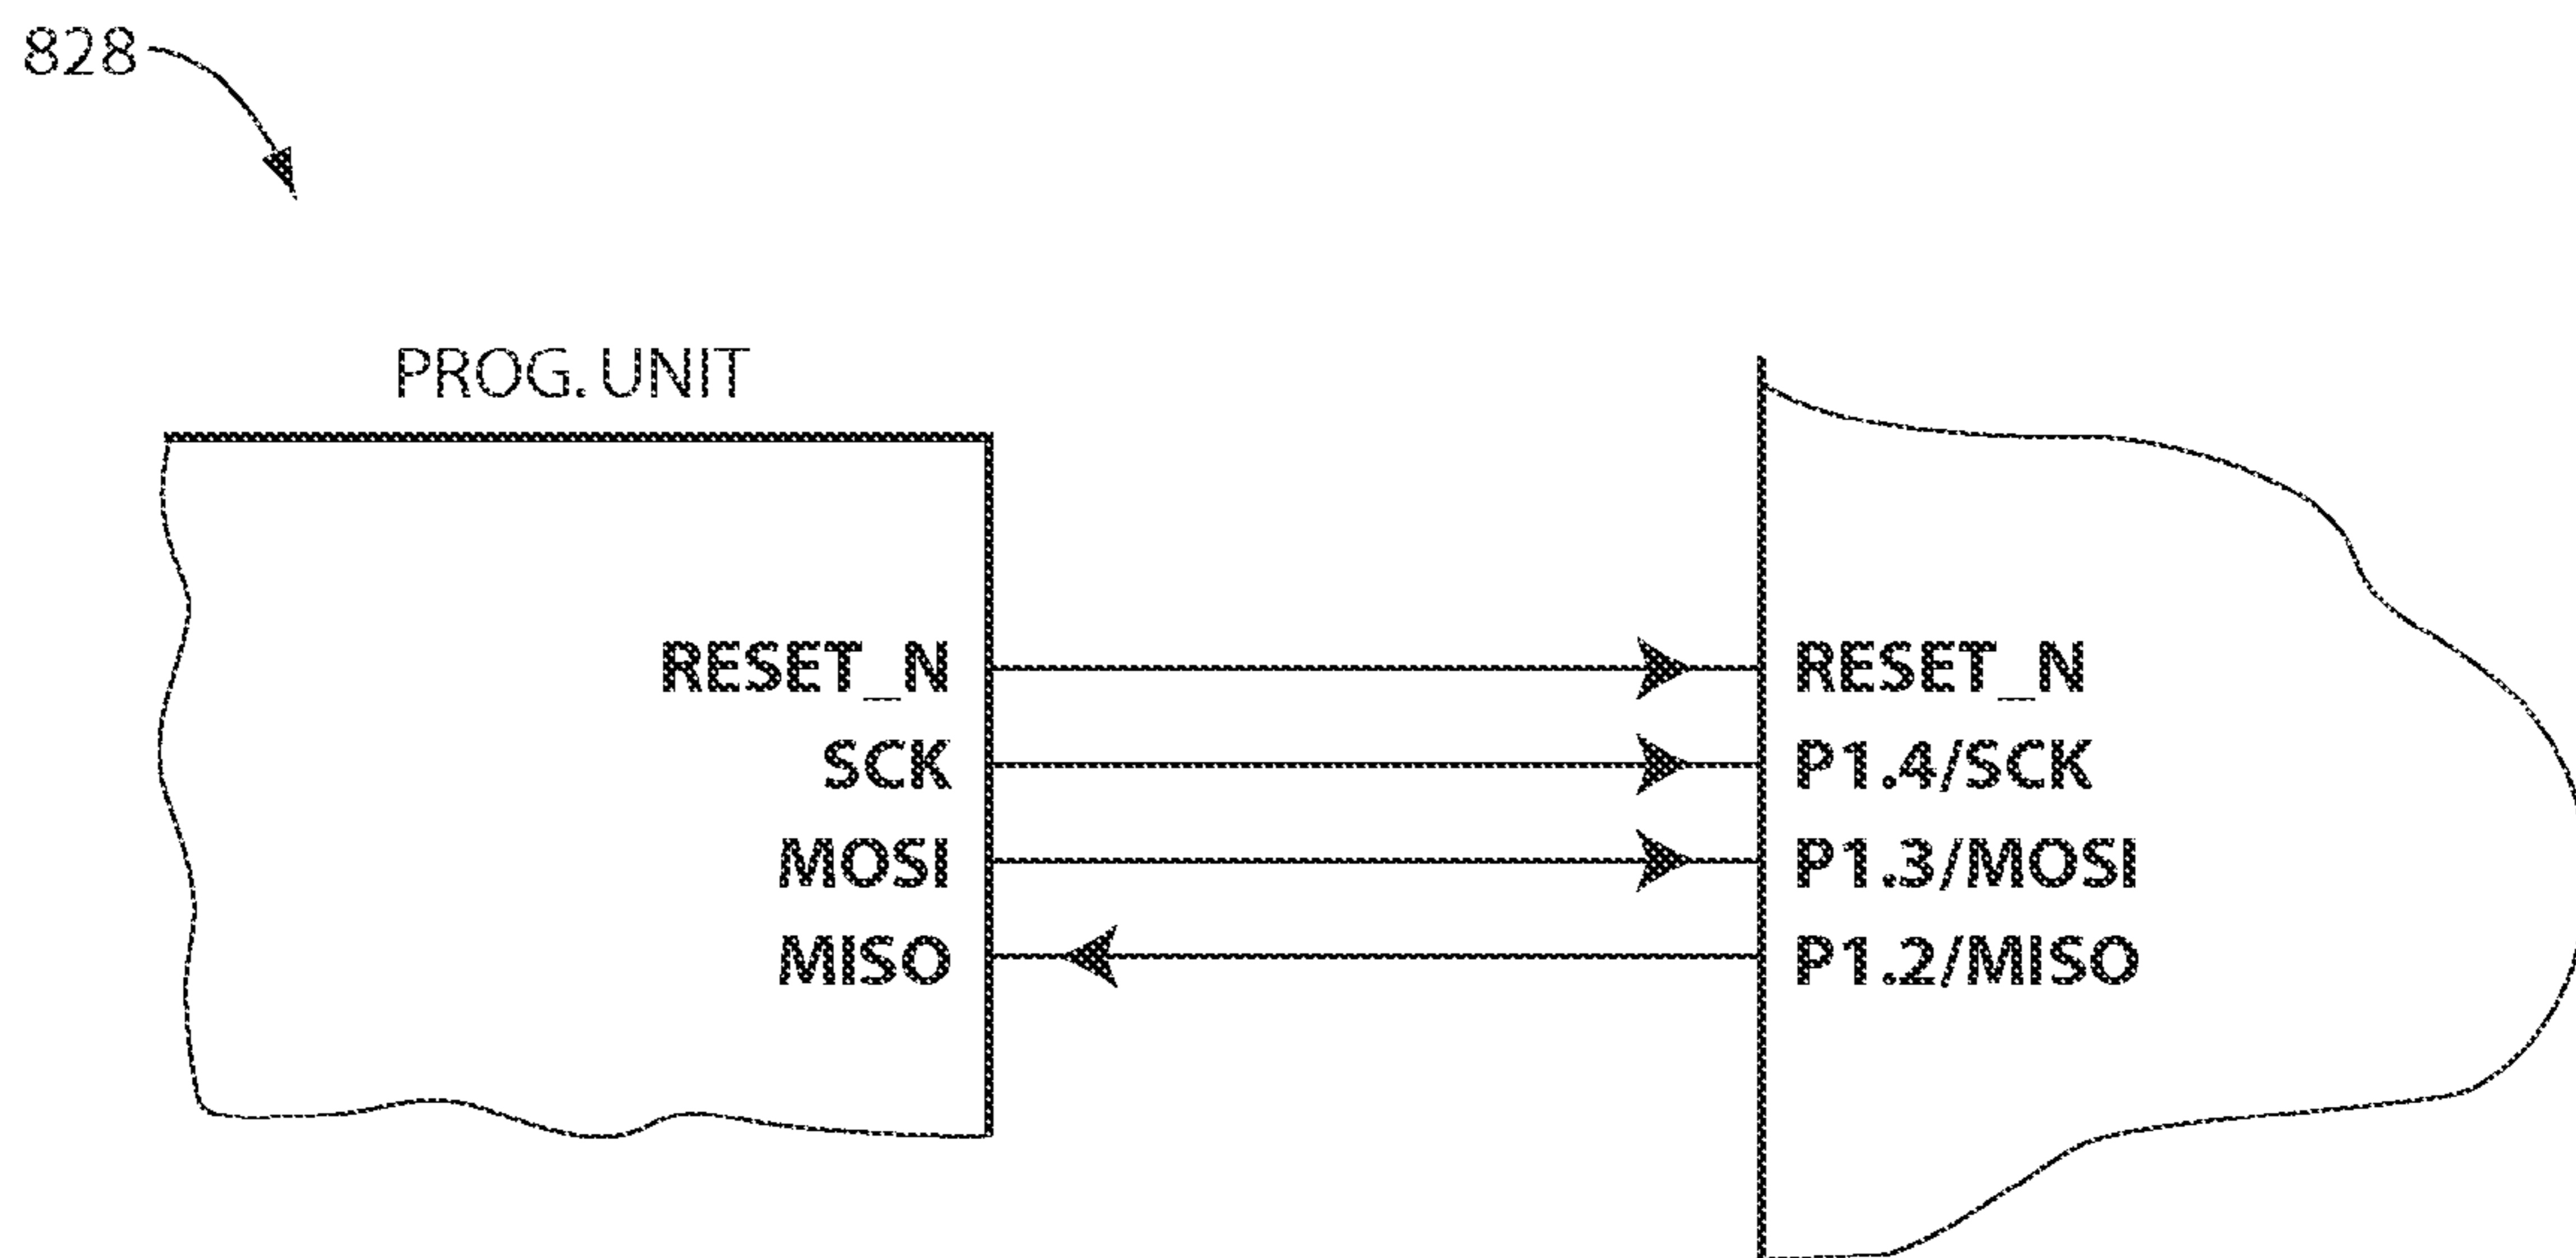 828
PROG. UNIT
RESET_N
SCK
MOSI
MISO
RESET_N
P1.4/SCK
P1.3/MOSI
P1.2/MISO